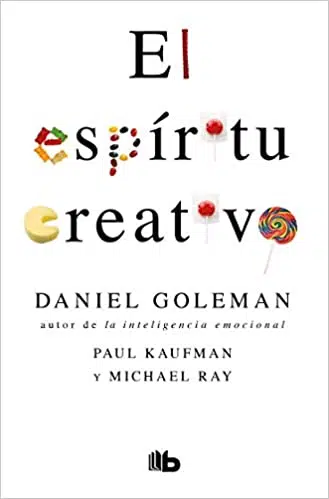 El
espíritu
creativo
DANIEL GOLEMAN
autor de la inteligencia emocional
PAUL KAUFMAN
Y MICHAEL RAY
b